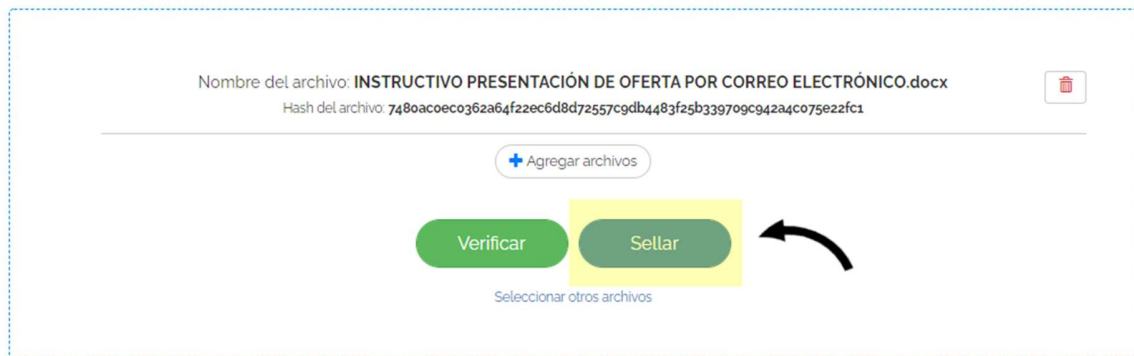 Nombre del archivo: INSTRUCTIVO PRESENTACIÓN DE OFERTA POR CORREO ELECTRÓNICO.docx
Hash del archivo: 7480ac0ec0362a64f22ec6d8d72557c9db4483f25b339709c942a4c075e22fc1
Agregar archivos
Verificar
Sellar
Seleccionar otros archivos